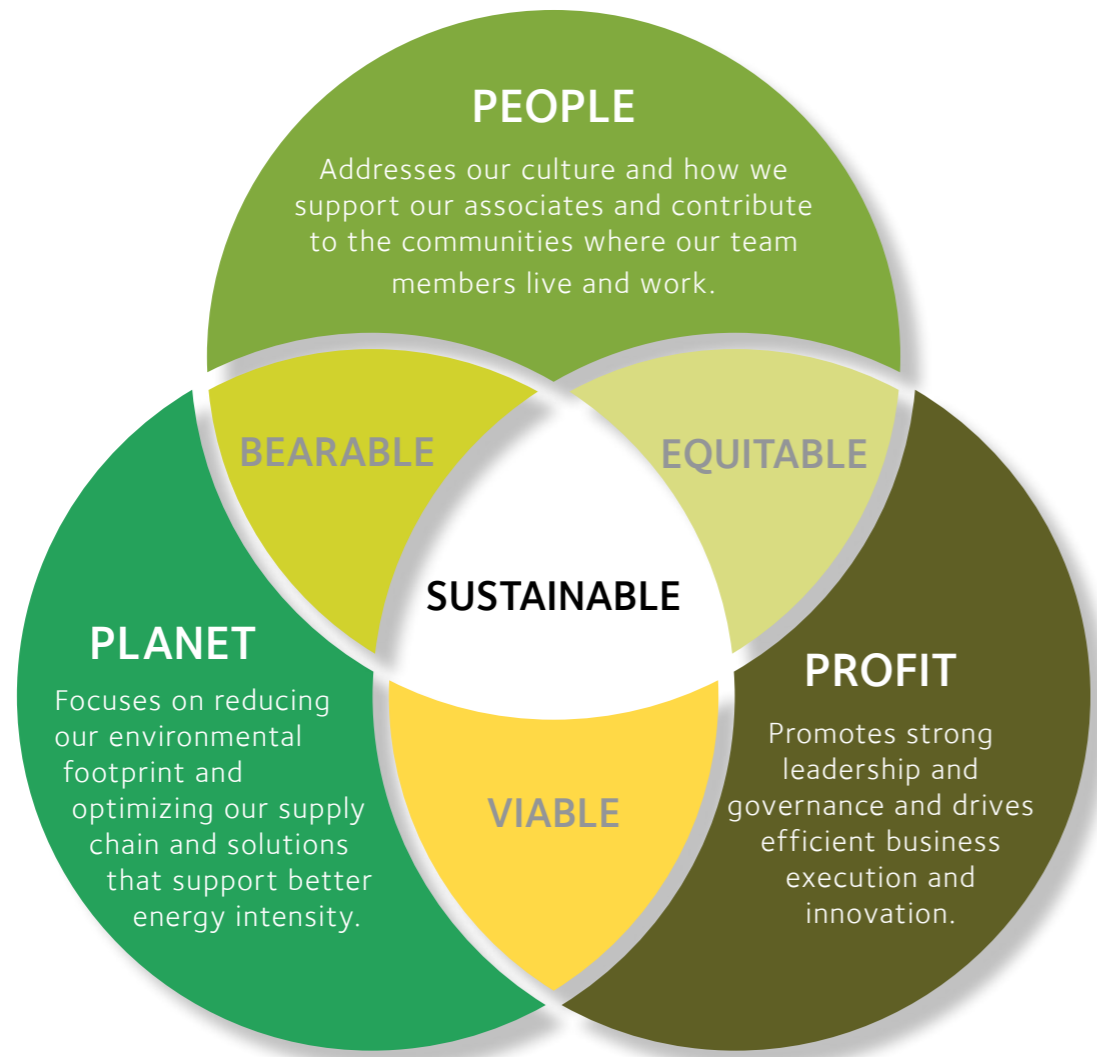 PEOPLE
Addresses our culture and how we
support our associates and contribute
to the communities where our team
members live and work.
BEARABLE
EQUITABLE
SUSTAINABLE
PLANET
Focuses on reducing
our environmental
footprint and
optimizing our supply
chain and solutions
that support better
energy intensity.
PROFIT
Promotes strong
leadership and
governance and drives
efficient business
execution and
innovation.
VIABLE